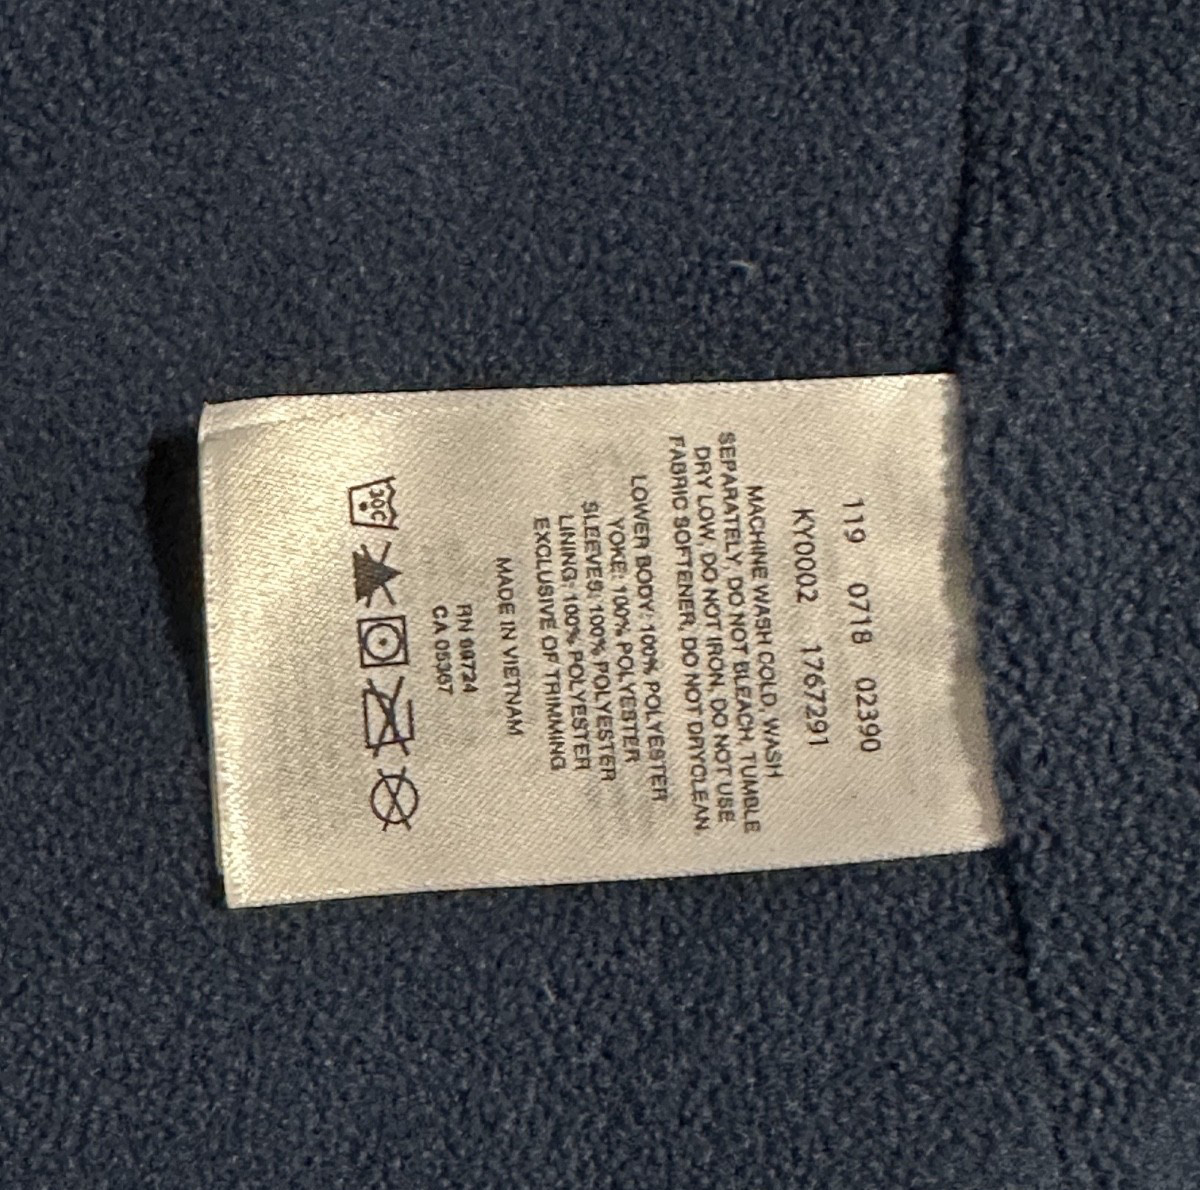 119 0718 02390
KY0002 1767291
MACHINE WASH COLD, WASH
SEPARATELY, DO NOT BLEACH, TUMBLE
DRY LOW, DO NOT IRON, DO NOT USE
FABRIC SOFTENER, DO NOT DRYCLEAN.
LOWER BODY: 100% POLYESTER
YOKE: 100% POLYESTER
SLEEVES: 100% POLYESTER
LINING: 100% POLYESTER
EXCLUSIVE OF TRIMMING
MADE IN VIETNAM
RN
CA 05367
30C